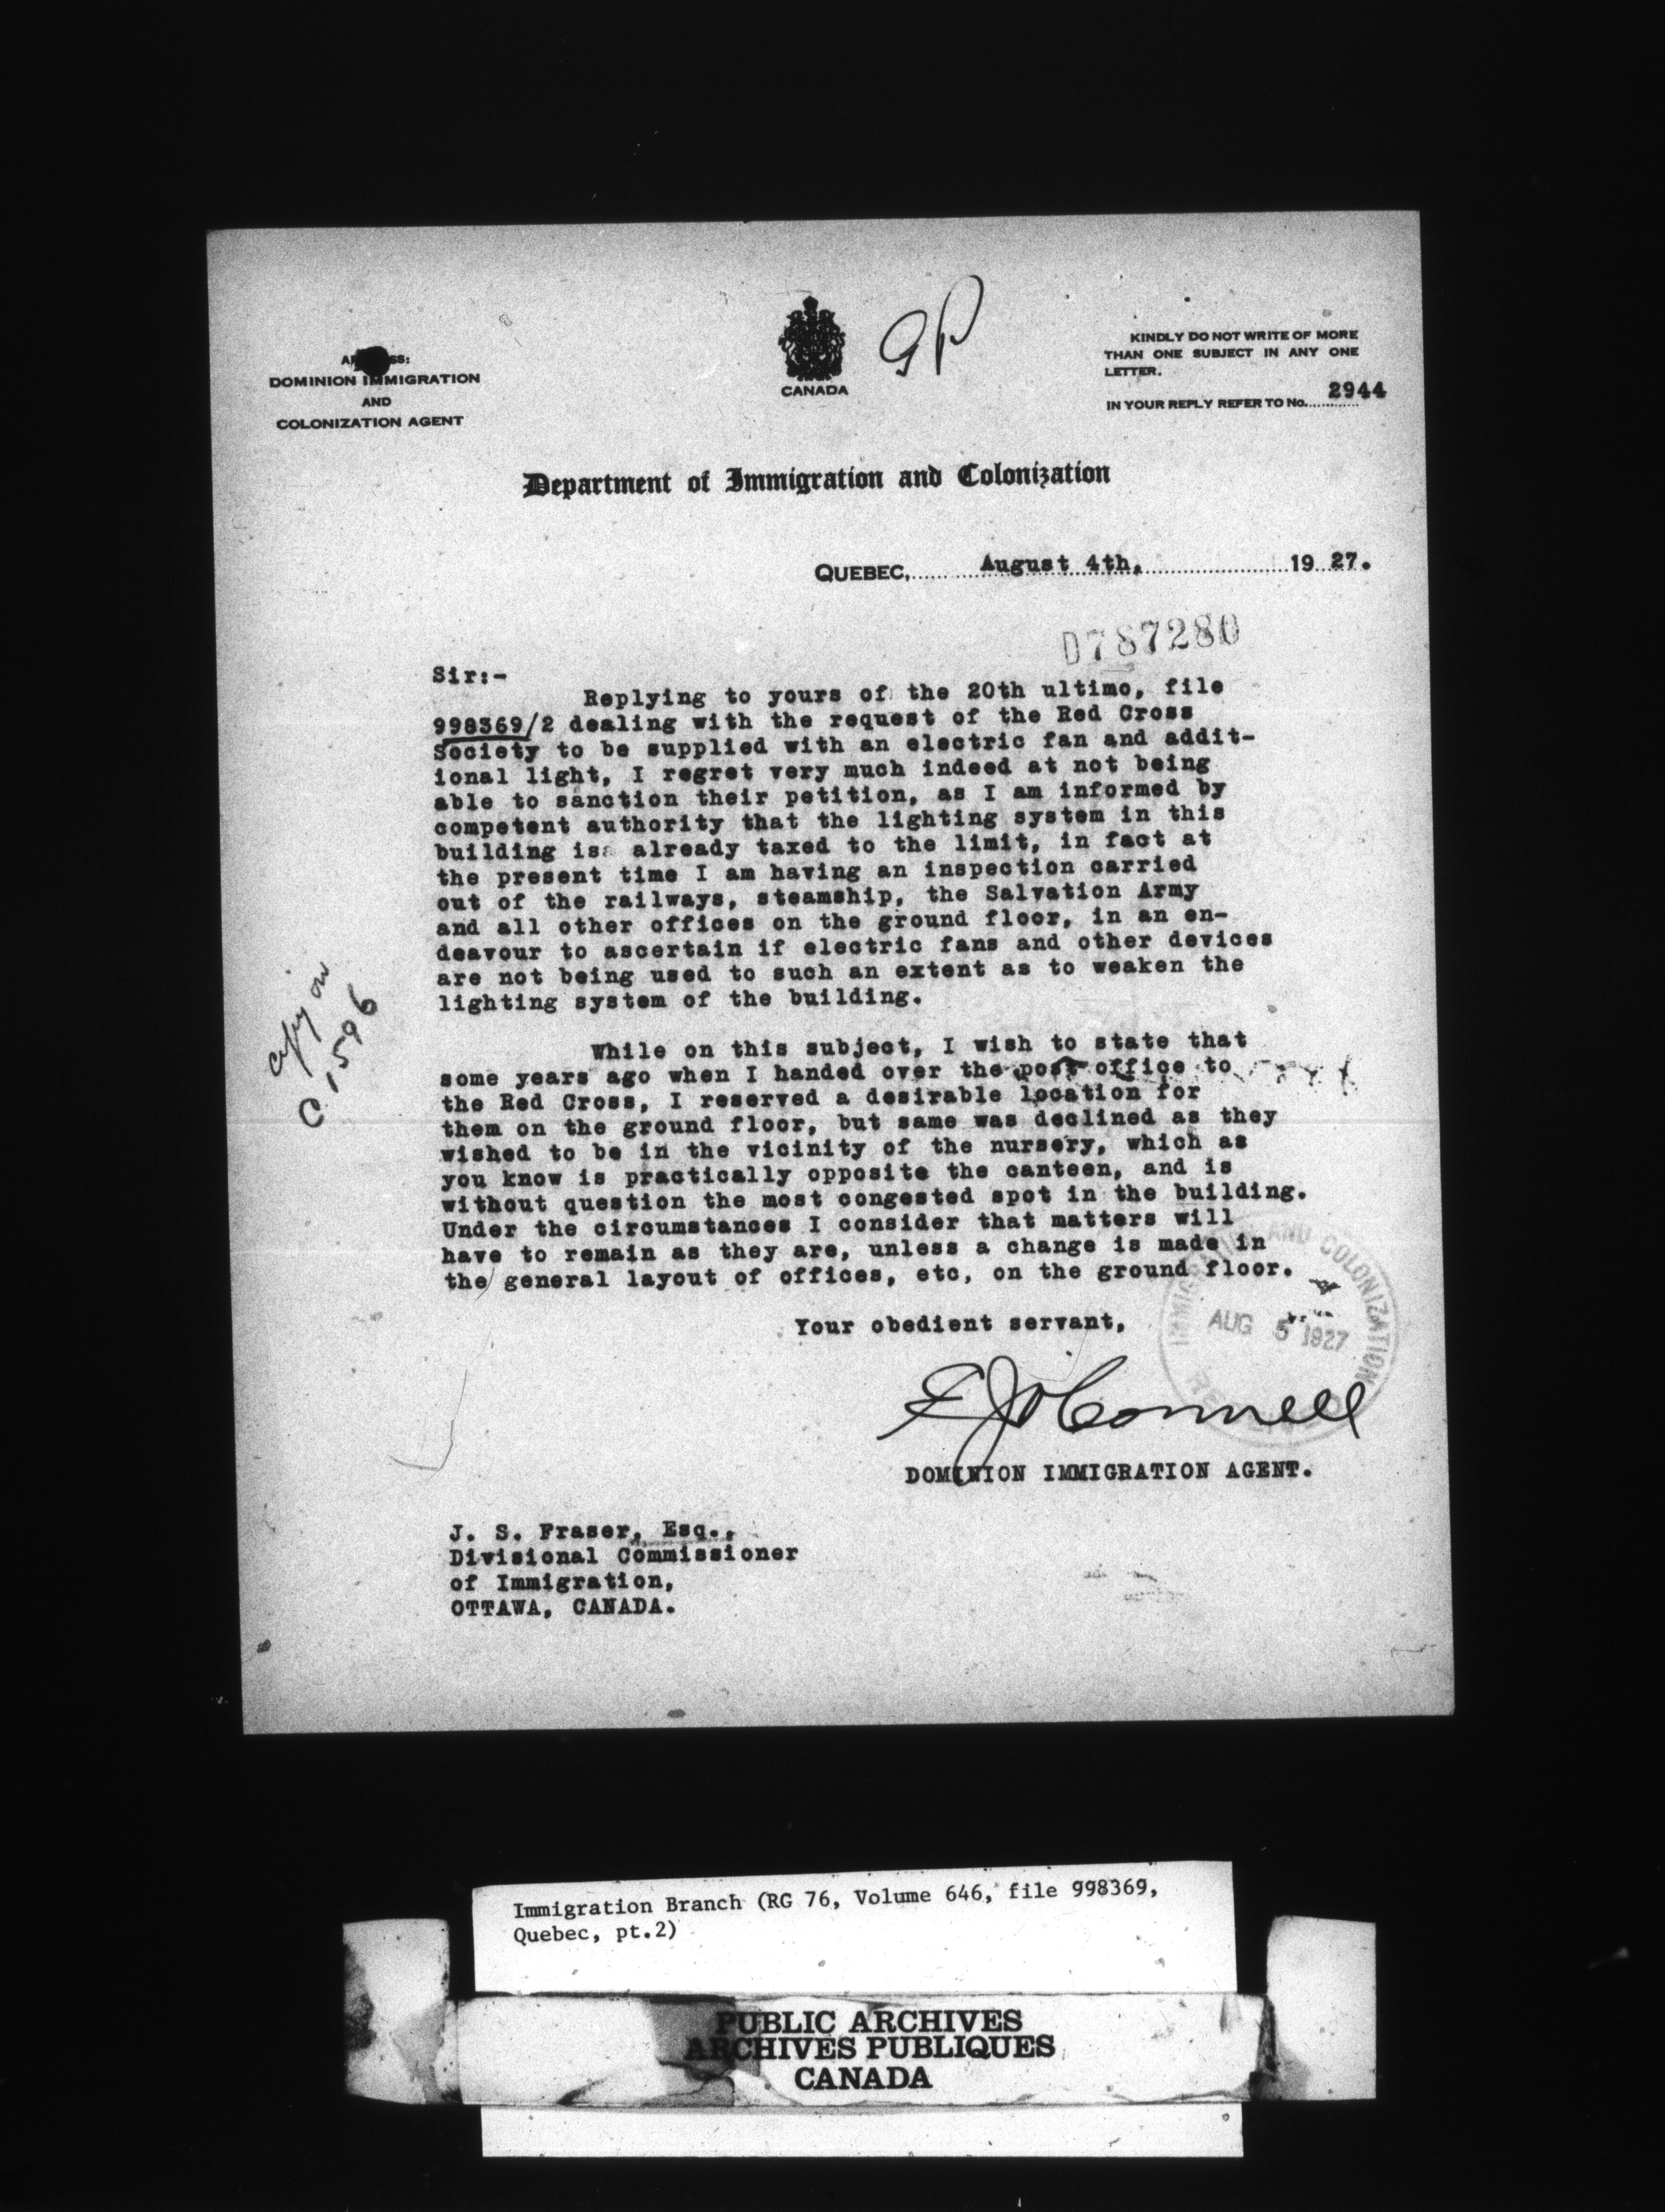 ADDRESS:
DOMINION IMMIGRATION
AND
COLONIZATION AGENT
CANADA
GP
KINDLY DO NOT WRITE OF MORE
THAN ONE SUBJECT IN ANY ONE
LETTER.
IN YOUR REPLY REFER TO No. 2944
Department of Immigration and Colonization
QUEBEC, August 4th, 19 27.
D787280
Sir:-
Replying to yours of the 20th ultimo, file
998369/2 dealing with the request of the Red Cross
Society to be supplied with an electric fan and addit-
ional light, I regret very much indeed at not being
able to sanction their petition, as I am informed by
competent authority that the lighting system in this
building is already taxed to the limit, in fact at
the present time I am having an inspection carried
out of the railways, steamship, the Salvation Army
and all other offices on the ground floor, in an en-
deavour to ascertain if electric fans and other devices
are not being used to such an extent as to weaken the
lighting system of the building.
copy on
C 1596
While on this subject, I wish to state that
some years ago when I handed over the post office to
the Red Cross, I reserved a desirable location for
them on the ground floor, but same was declined as they
wished to be in the vicinity of the nursery, which as
you know is practically opposite the canteen, and is
without question the most congested spot in the building.
Under the circumstances I consider that matters will
have to remain as they are, unless a change is made in
the general layout of offices, etc, on the ground floor.
Your obedient servant,
IMMIGRATION AND COLONIZATION
AUG 5 1927
RECEIVED
E J O'Connell
DOMINION IMMIGRATION AGENT.
J. S. Fraser, Esq.,
Divisional Commissioner
of Immigration,
OTTAWA, CANADA.
Immigration Branch (RG 76, Volume 646, file 998369,
Quebec, pt.2)
PUBLIC ARCHIVES
ARCHIVES PUBLIQUES
CANADA